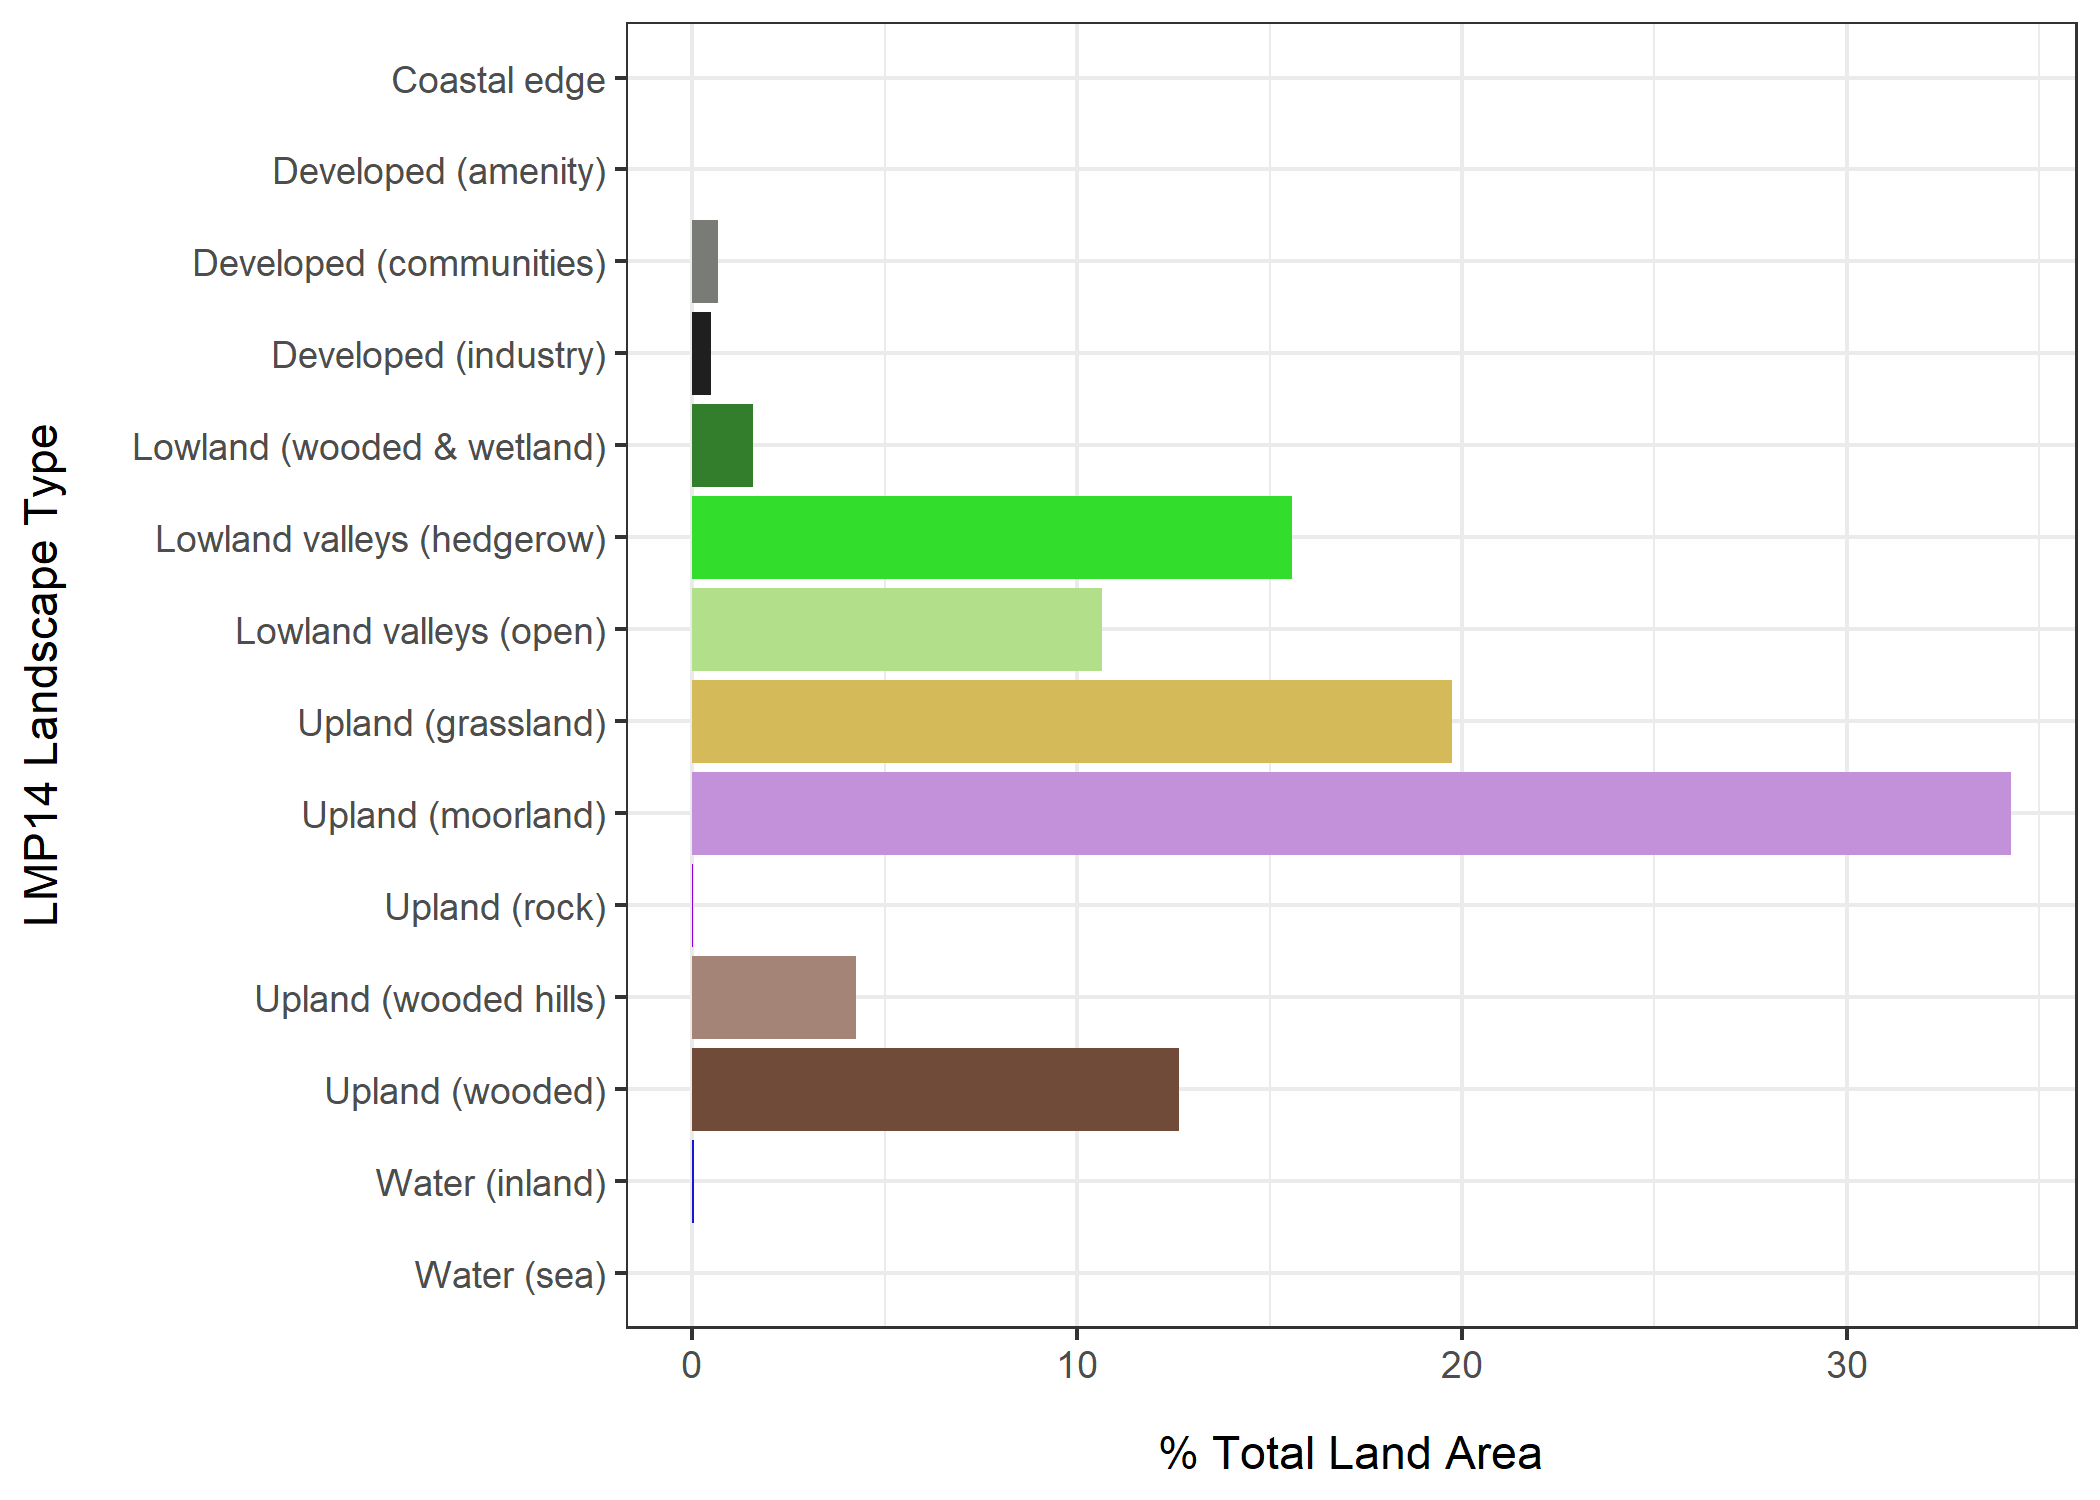 LMP14 Landscape Type
Coastal edge
Developed (amenity)
Developed (communities)
Developed (industry)
Lowland (wooded & wetland)
Lowland valleys (hedgerow)
Lowland valleys (open)
Upland (grassland)
Upland (moorland)
Upland (rock)
Upland (wooded hills)
Upland (wooded)
Water (inland)
Water (sea)
0 10 20 30
% Total Land Area